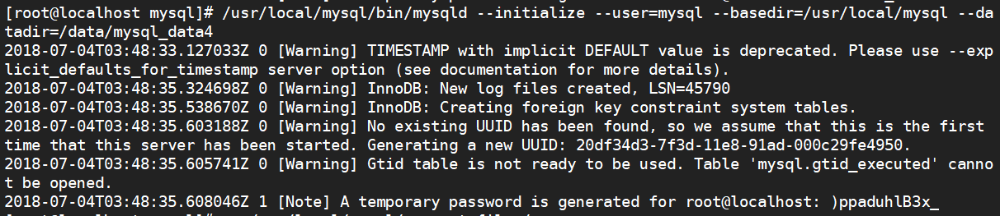 [root@localhost mysql]# /usr/local/mysql/bin/mysqld --initialize --user=mysql --basedir=/usr/local/mysql --da
tadir=/data/mysql_data4
2018-07-04T03:48:33.127033Z 0 [Warning] TIMESTAMP with implicit DEFAULT value is deprecated. Please use --exp
licit_defaults_for_timestamp server option (see documentation for more details).
2018-07-04T03:48:35.324698Z 0 [Warning] InnoDB: New log files created, LSN=45790
2018-07-04T03:48:35.538670Z 0 [Warning] InnoDB: Creating foreign key constraint system tables.
2018-07-04T03:48:35.603188Z 0 [Warning] No existing UUID has been found, so we assume that this is the first
time that this server has been started. Generating a new UUID: 20df34d3-7f3d-11e8-91ad-000c29fe4950.
2018-07-04T03:48:35.605741Z 0 [Warning] Gtid table is not ready to be used. Table 'mysql.gtid_executed' canno
t be opened.
2018-07-04T03:48:35.608046Z 1 [Note] A temporary password is generated for root@localhost: )ppaduhlB3x_